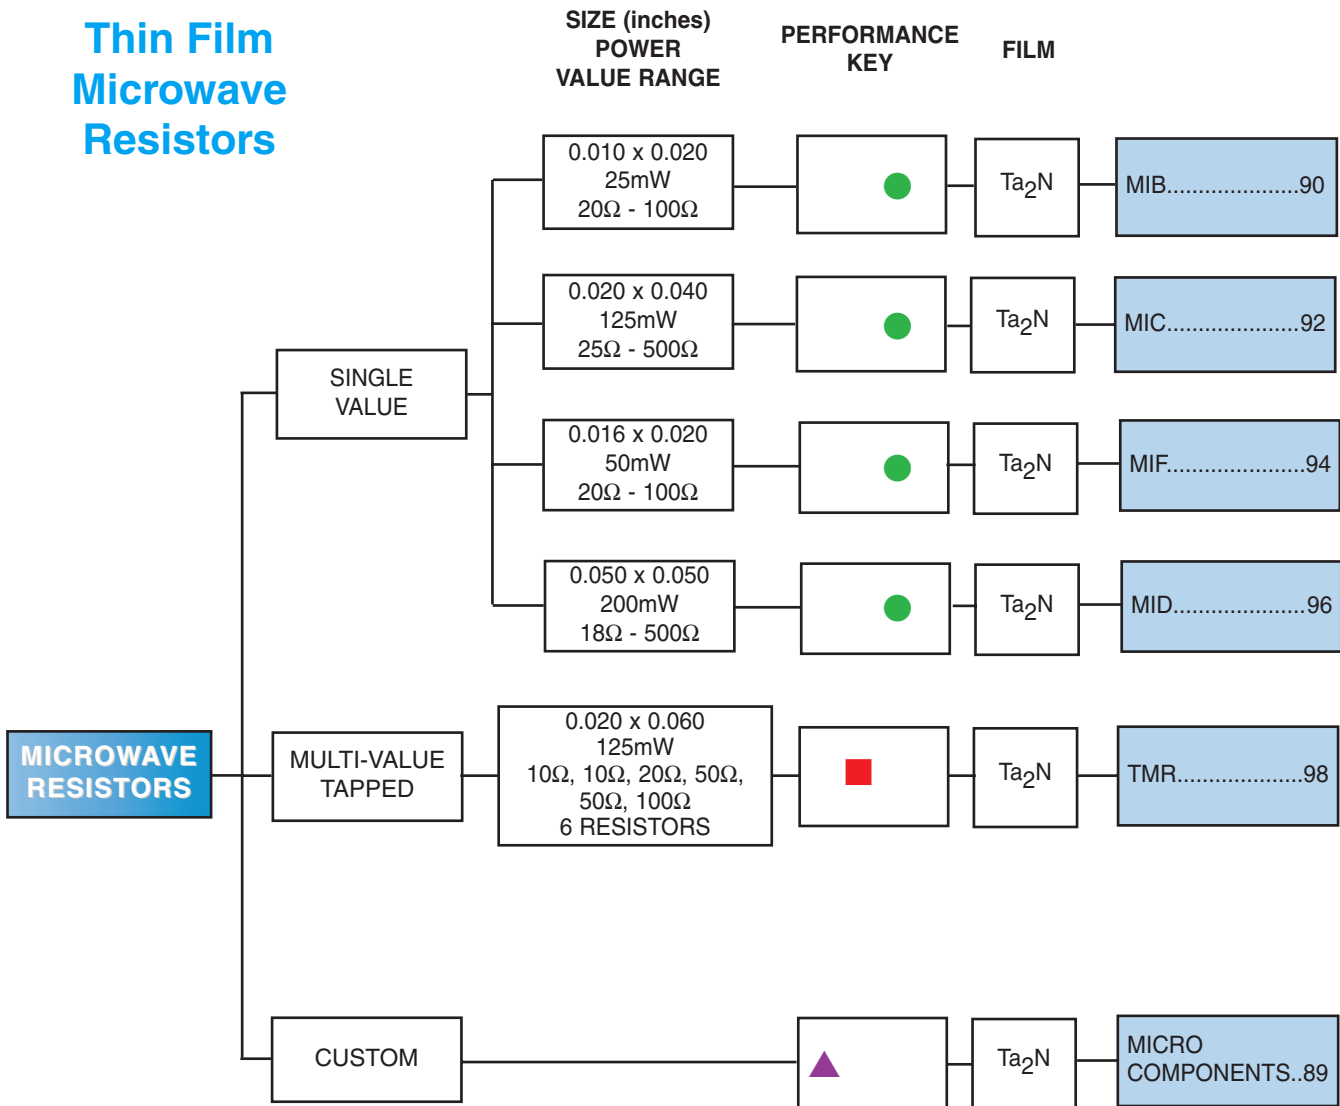 Thin Film
Microwave
Resistors
SIZE (inches)
POWER
VALUE RANGE
PERFORMANCE
KEY
FILM
0.010 x 0.020
25mW
20Ω - 100Ω
Ta2N
MIB.....................90
0.020 x 0.040
125mW
25Ω - 500Ω
Ta2N
MIC.....................92
SINGLE
VALUE
0.016 x 0.020
50mW
20Ω - 100Ω
Ta2N
MIF......................94
0.050 x 0.050
200mW
18Ω - 500Ω
Ta2N
MID.....................96
MICROWAVE
RESISTORS
MULTI-VALUE
TAPPED
0.020 x 0.060
125mW
10Ω, 10Ω, 20Ω, 50Ω,
50Ω, 100Ω
6 RESISTORS
Ta2N
TMR....................98
CUSTOM
Ta2N
MICRO
COMPONENTS..89